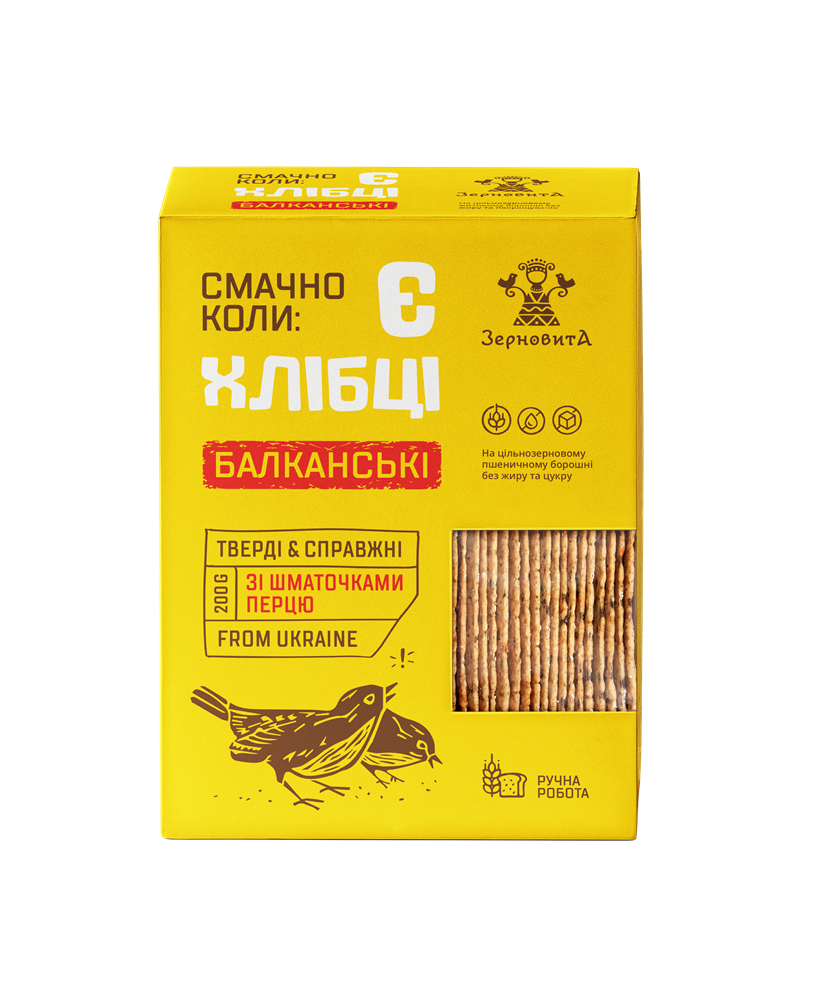 СМАЧНО
КОЛИ: Є
ХЛІБЦІ
БАЛКАНСЬКІ
ЗерновитА
СМАЧНО
КОЛИ: Є
ХЛІБЦІ
БАЛКАНСЬКІ
ЗерновитА
На цільнозерновому
пшеничному борошні
без жиру та цукру
ТВЕРДІ & СПРАВЖНІ
200G
ЗІ ШМАТОЧКАМИ
ПЕРЦЮ
FROM UKRAINE
РУЧНА
РОБОТА